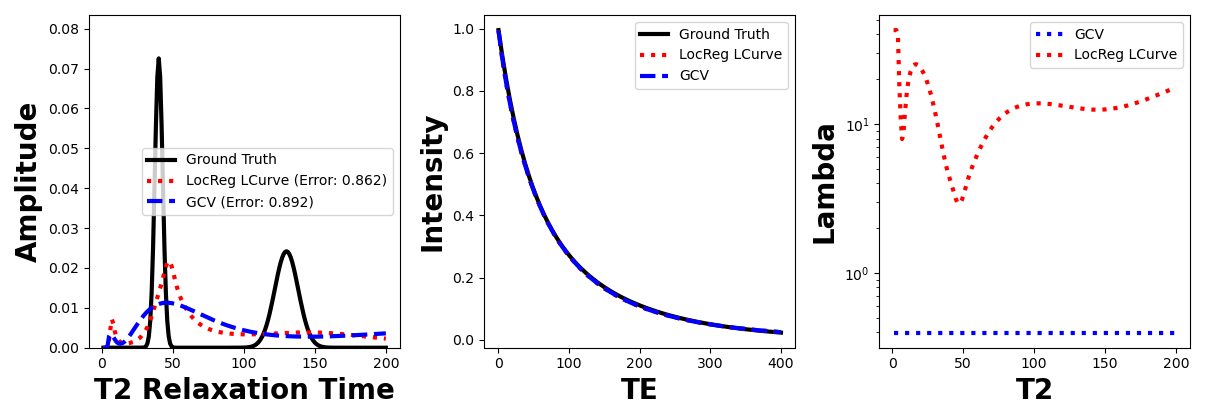 0.08
0.07
0.06
0.05
0.04
0.03
0.02
0.01
0.00
Amplitude
Ground Truth
LocReg LCurve (Error: 0.862)
GCV (Error: 0.892)
0 50 100 150 200
T2 Relaxation Time
1.0
0.8
0.6
0.4
0.2
0.0
Intensity
Ground Truth
LocReg LCurve
GCV
0 100 200 300 400
TE
10¹
10⁰
Lambda
GCV
LocReg LCurve
0 50 100 150 200
T2